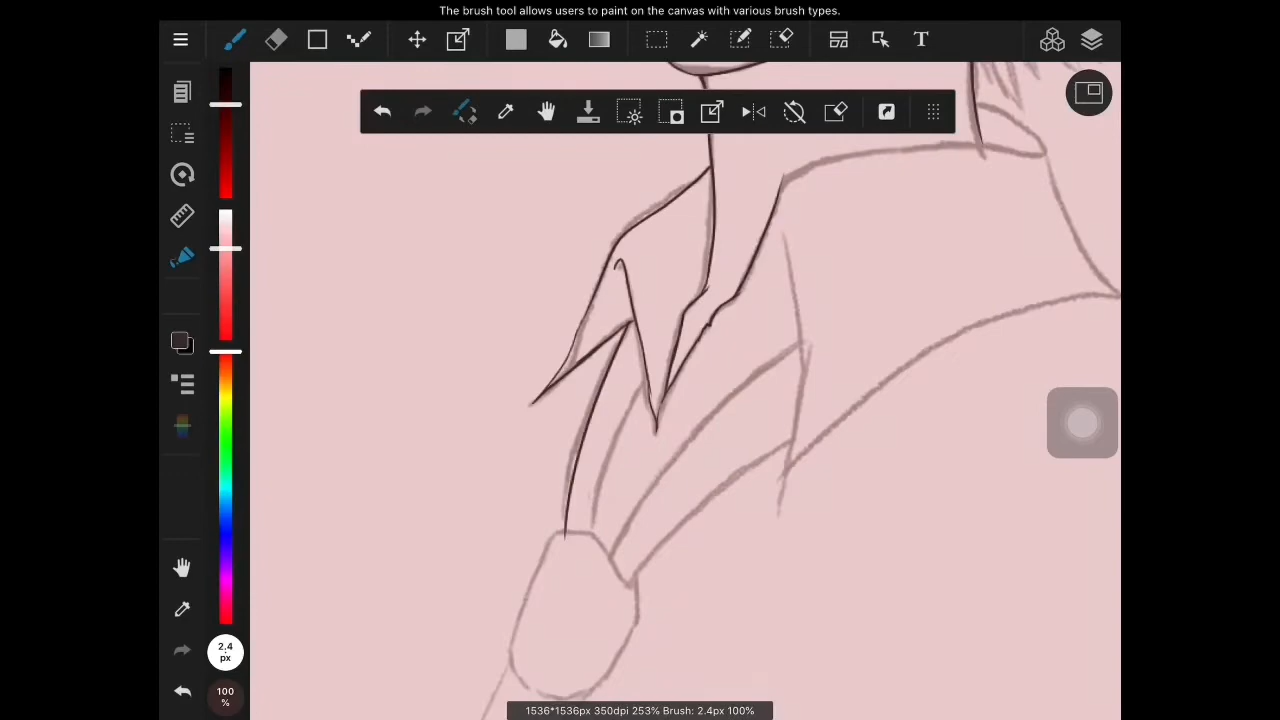 The brush tool allows users to paint on the canvas with various brush types.
T
2.4
px
100
%
1536*1536px 350dpi 253% Brush: 2.4px 100%